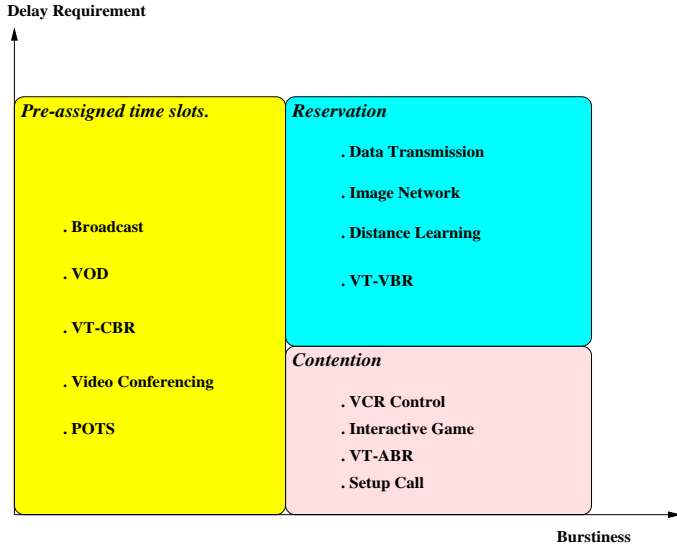 Delay Requirement
Pre-assigned time slots.
. Broadcast
. VOD
. VT-CBR
. Video Conferencing
. POTS
Reservation
. Data Transmission
. Image Network
. Distance Learning
. VT-VBR
Contention
. VCR Control
. Interactive Game
. VT-ABR
. Setup Call
Burstiness